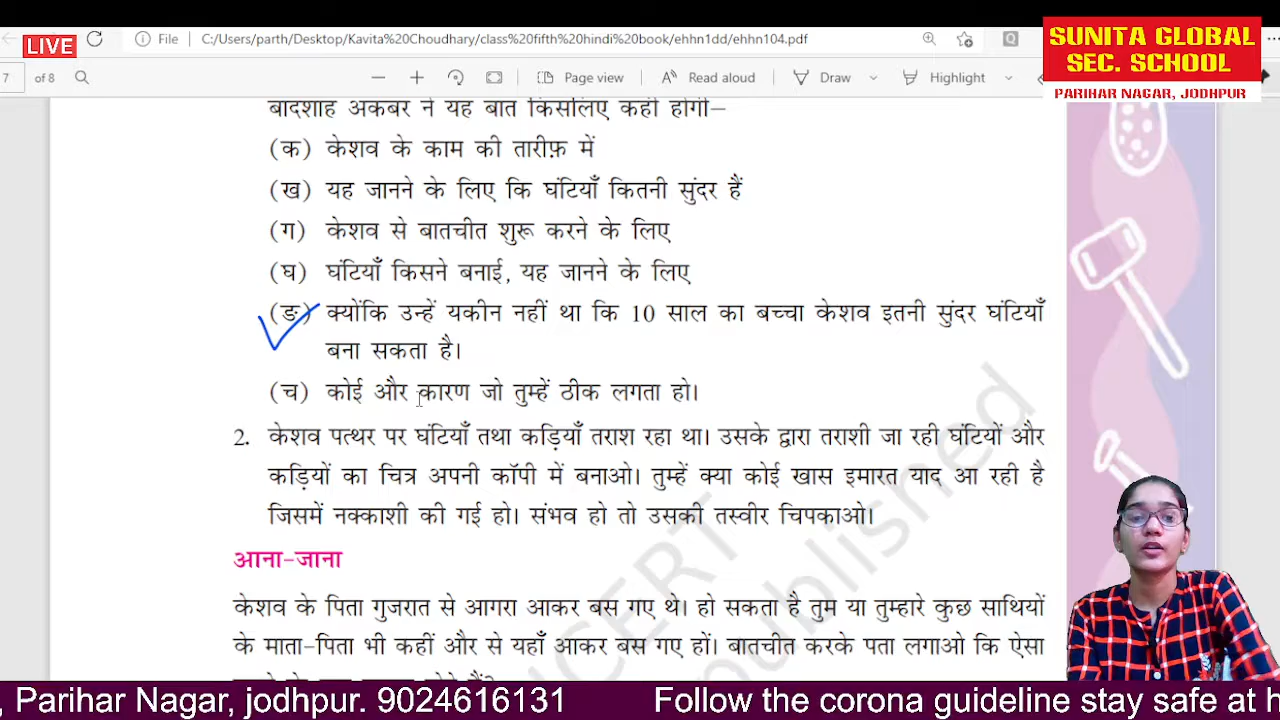 LIVE
File
C:/Users/parth/Desktop/Kavita%20Choudhary/class%20fifth%20hindi%20book/ehhn1dd/ehhn104.pdf
SUNITA GLOBAL
SEC. SCHOOL
PARIHAR NAGAR, JODHPUR
7 of 8
Page view
Read aloud
Draw
Highlight
बादशाह अकबर ने यह बात किसलिए कही होगी–
(क) केशव के काम की तारीफ़ में
(ख) यह जानने के लिए कि घंटियाँ कितनी सुंदर हैं
(ग) केशव से बातचीत शुरू करने के लिए
(घ) घंटियाँ किसने बनाई, यह जानने के लिए
(ङ) क्योंकि उन्हें यकीन नहीं था कि 10 साल का बच्चा केशव इतनी सुंदर घंटियाँ
बना सकता है।
(च) कोई और कारण जो तुम्हें ठीक लगता हो।
2. केशव पत्थर पर घंटियाँ तथा कड़ियाँ तराश रहा था। उसके द्वारा तराशी जा रही घंटियों और
कड़ियों का चित्र अपनी कॉपी में बनाओ। तुम्हें क्या कोई खास इमारत याद आ रही है
जिसमें नक्काशी की गई हो। संभव हो तो उसकी तस्वीर चिपकाओ।
आना-जाना
केशव के पिता गुजरात से आगरा आकर बस गए थे। हो सकता है तुम या तुम्हारे कुछ साथियों
के माता-पिता भी कहीं और से यहाँ आकर बस गए हों। बातचीत करके पता लगाओ कि ऐसा
published
, Parihar Nagar, jodhpur. 9024616131 Follow the corona guideline stay safe at h